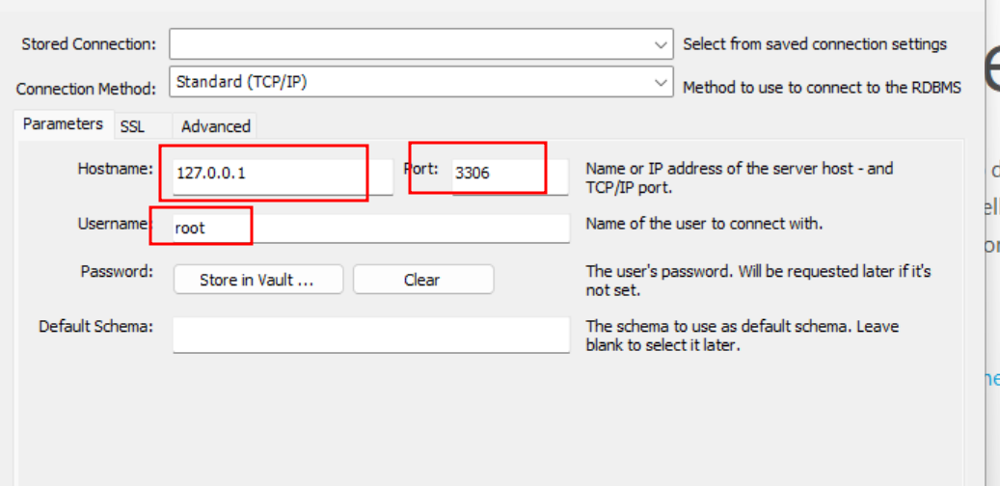 Stored Connection: Select from saved connection settings
Connection Method: Standard (TCP/IP) Method to use to connect to the RDBMS
Parameters SSL Advanced
Hostname: 127.0.0.1 Port: 3306 Name or IP address of the server host - and
TCP/IP port.
Username: root Name of the user to connect with.
Password: Store in Vault ... Clear The user's password. Will be requested later if it's
not set.
Default Schema: The schema to use as default schema. Leave
blank to select it later.